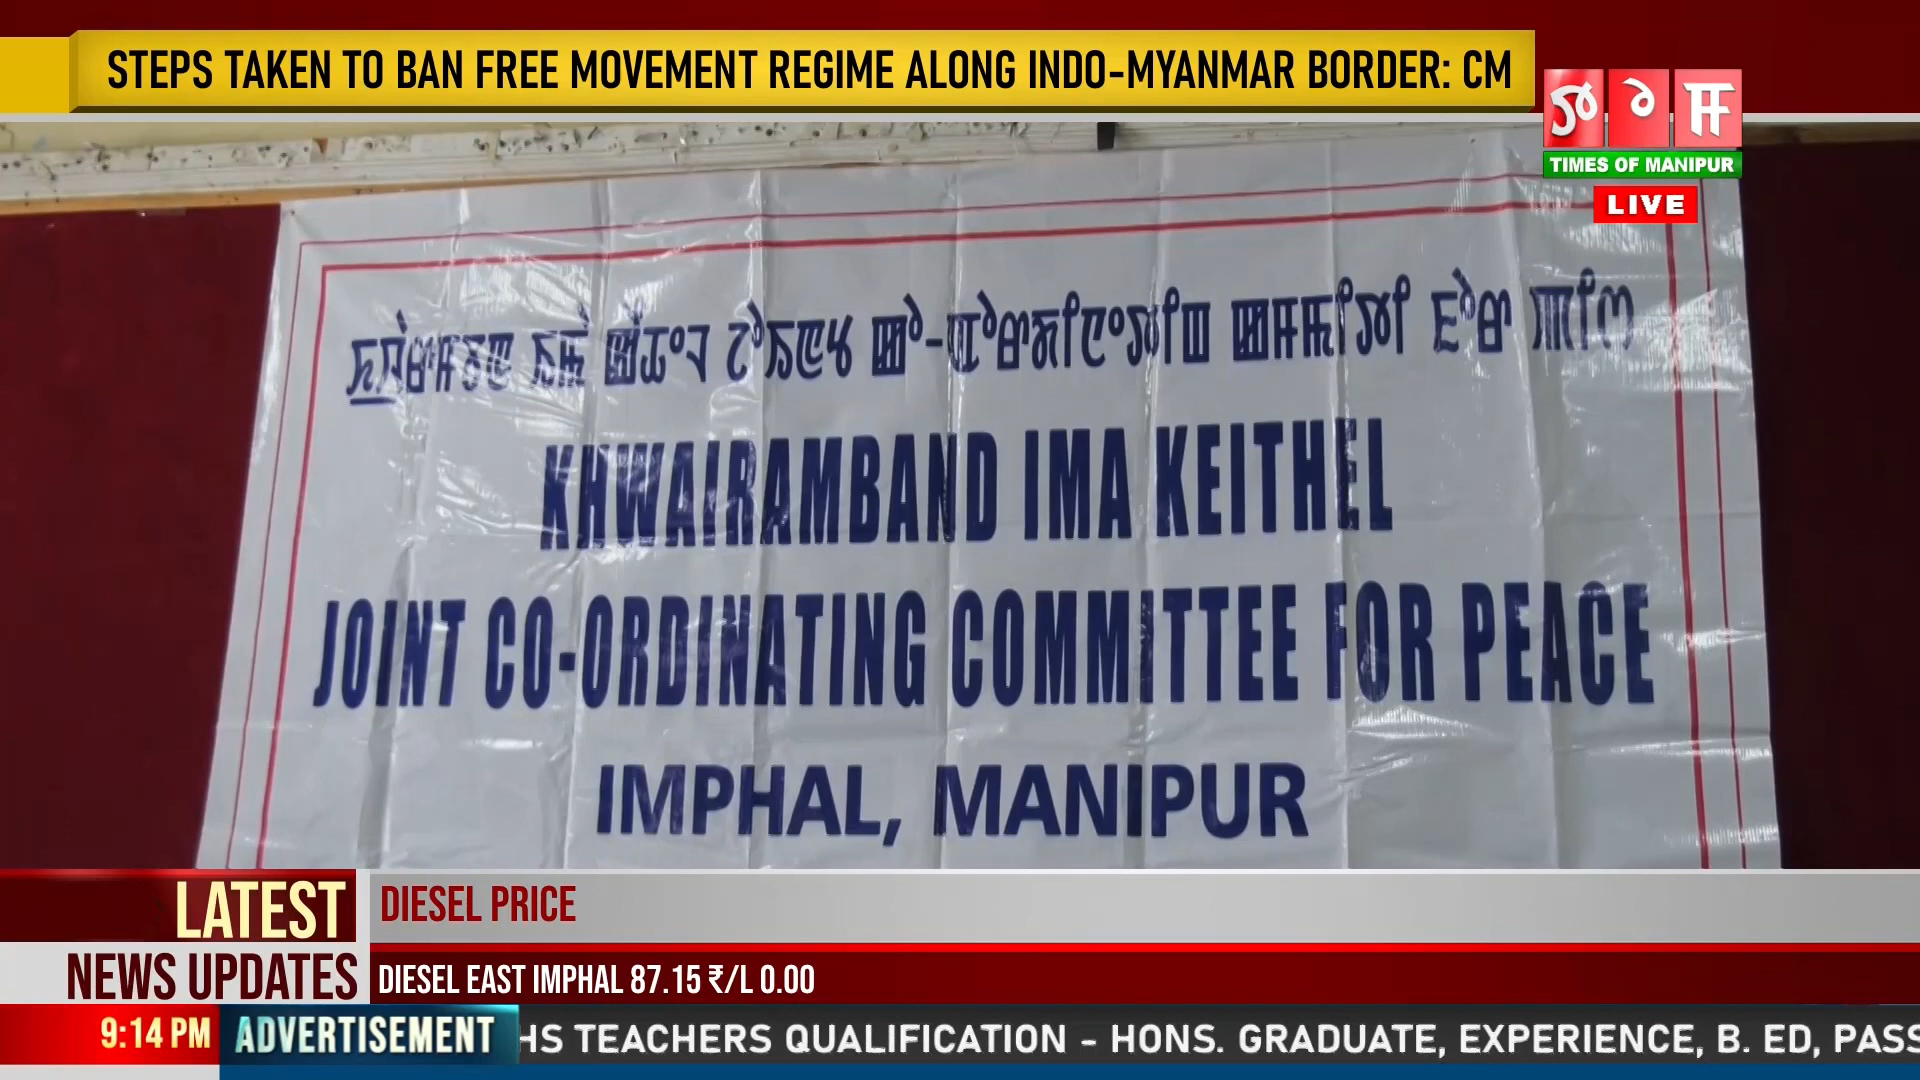 STEPS TAKEN TO BAN FREE MOVEMENT REGIME ALONG INDO-MYANMAR BORDER: CM
TIMES OF MANIPUR
LIVE
KHWAIRAMBAND IMA KEITHEL
JOINT CO-ORDINATING COMMITTEE FOR PEACE
IMPHAL, MANIPUR
LATEST
NEWS UPDATES
DIESEL PRICE
DIESEL EAST IMPHAL 87.15 ₹/L 0.00
9:14 PM
ADVERTISEMENT
HS TEACHERS QUALIFICATION - HONS. GRADUATE, EXPERIENCE, B. ED, PASS